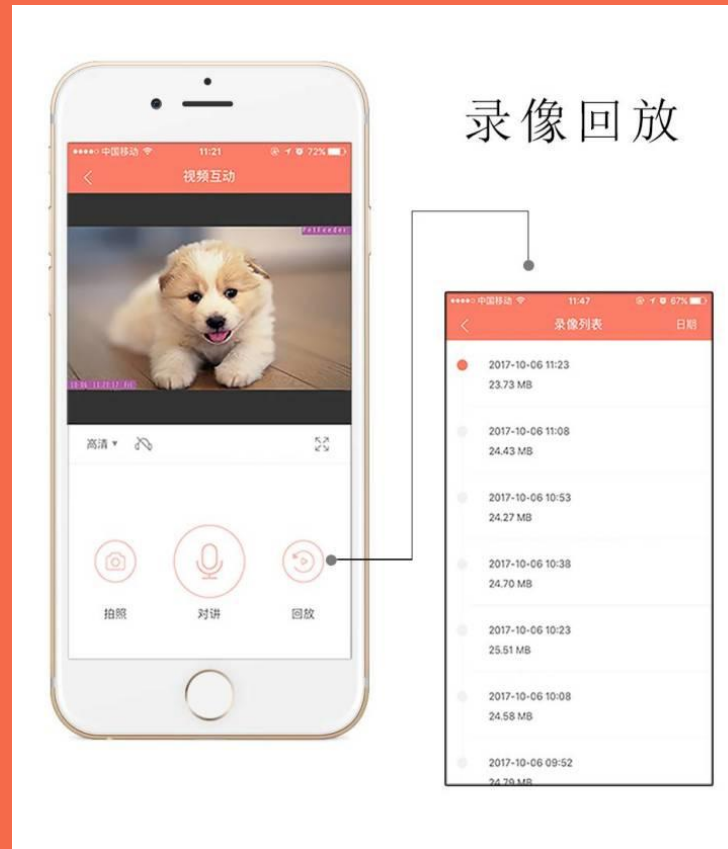 录像回放
中国移动 11:21 72%
视频互动
PetFeeder
高清
拍照 对讲 回放
中国移动 11:47 67%
录像列表 日期
2017-10-06 11:23
23.73 MB
2017-10-06 11:08
24.43 MB
2017-10-06 10:53
24.27 MB
2017-10-06 10:38
24.70 MB
2017-10-06 10:23
25.51 MB
2017-10-06 10:08
24.58 MB
2017-10-06 09:52
24.79 MB